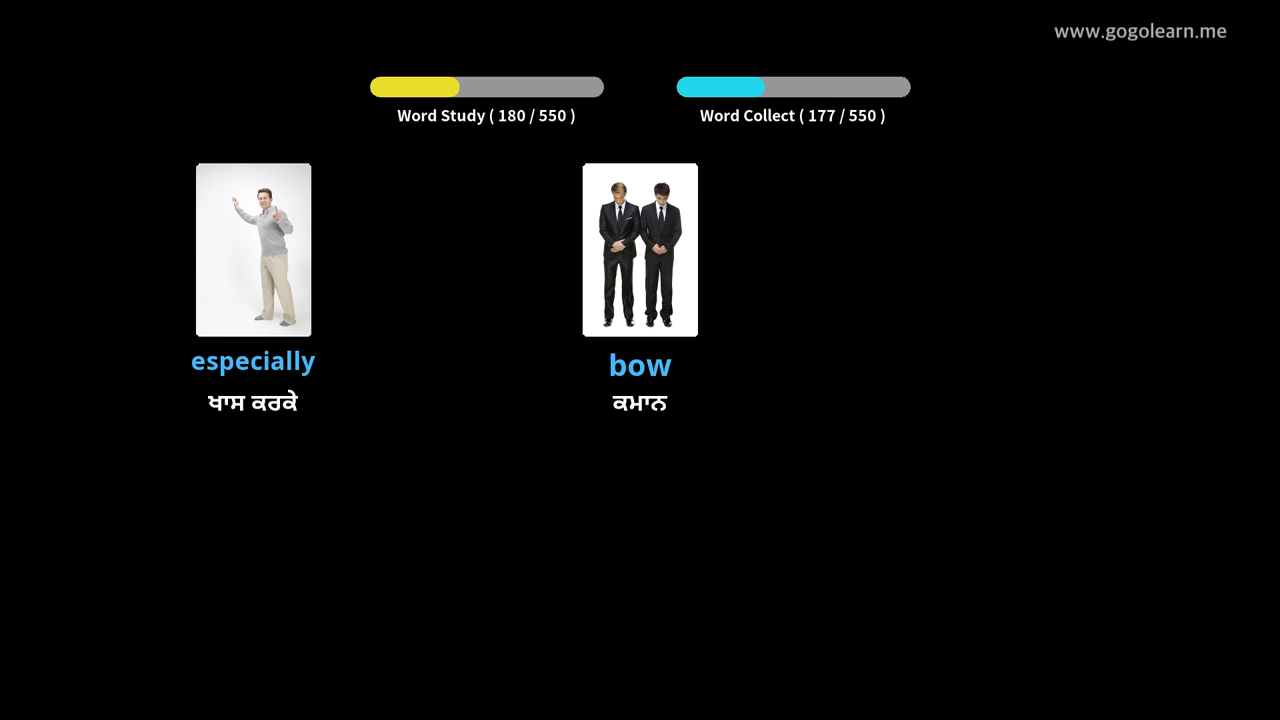 www.gogolearn.me
Word Study ( 180 / 550 )
Word Collect ( 177 / 550 )
especially
bow
ਖਾਸ ਕਰਕੇ
ਕਮਾਨ